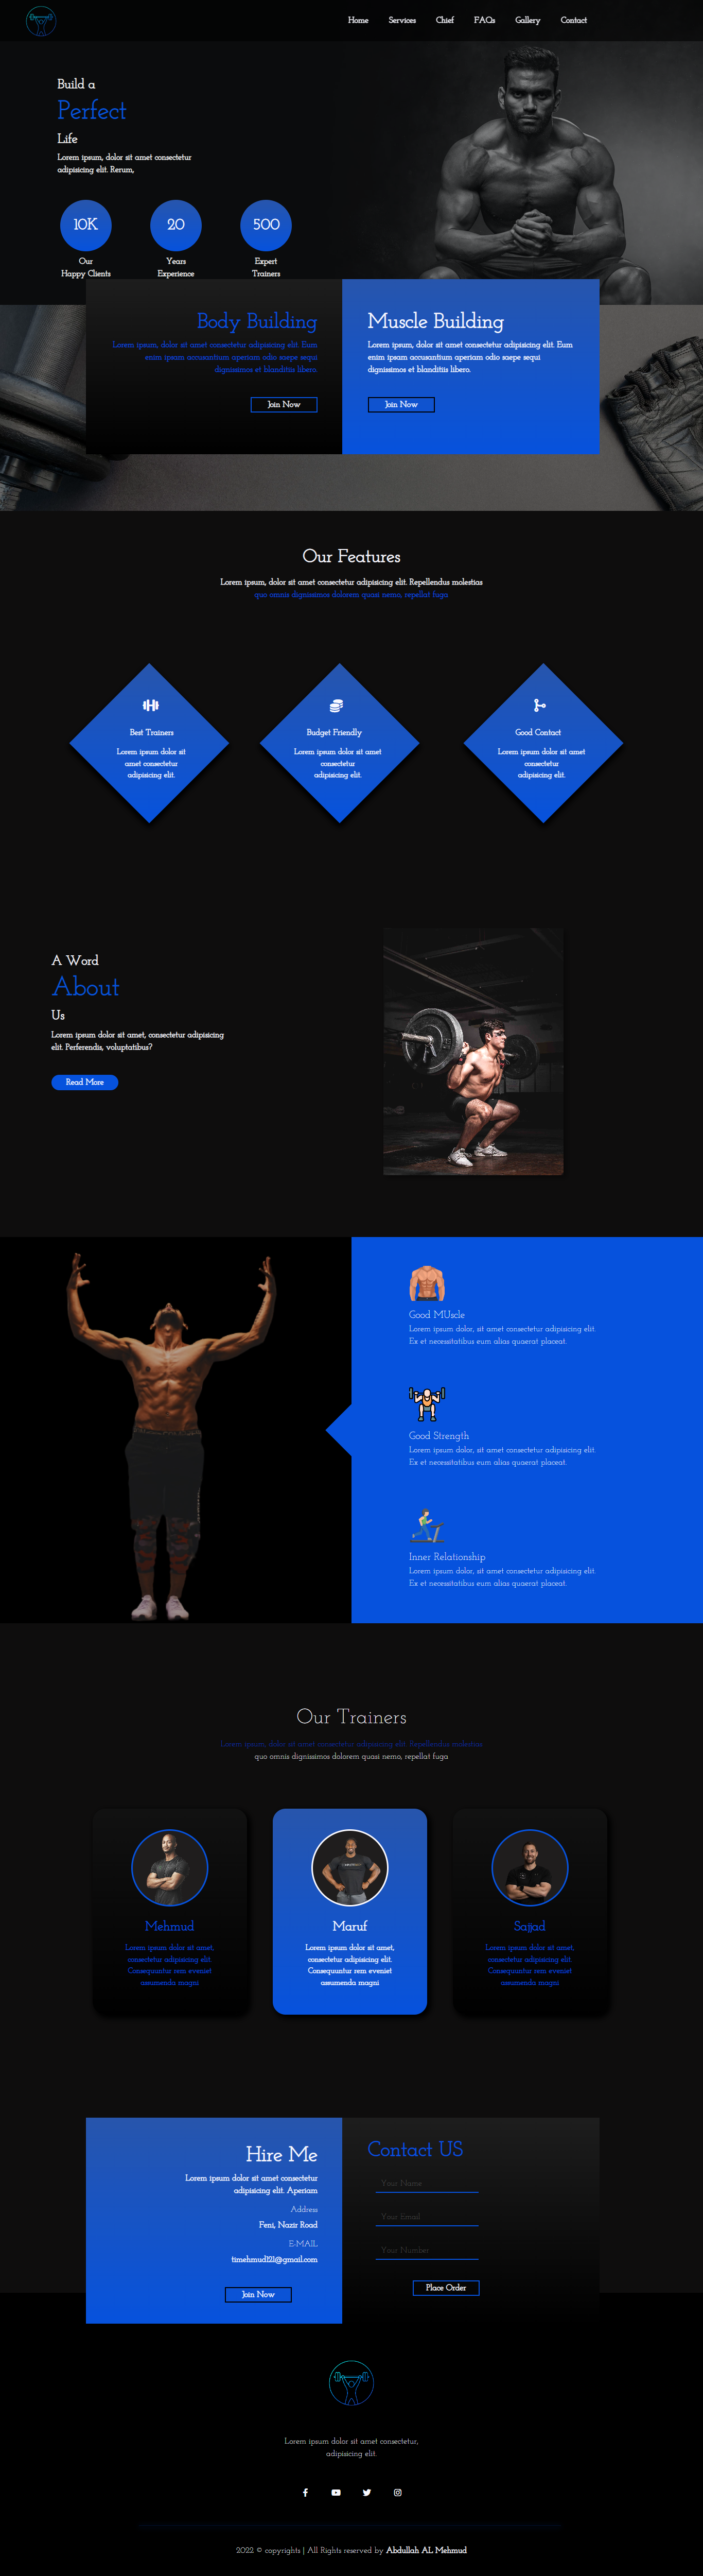 Home Services Chief FAQs Gallery Contact
Build a
Perfect
Life
Lorem ipsum, dolor sit amet consectetur
adipisicing elit. Rerum,
10K
20
500
Our
Happy Clients
Years
Experience
Expert
Trainers
Body Building
Lorem ipsum, dolor sit amet consectetur adipisicing elit. Eum
enim ipsam accusantium aperiam odio saepe sequi
dignissimos et blanditiis libero.
Join Now
Muscle Building
Lorem ipsum, dolor sit amet consectetur adipisicing elit. Eum
enim ipsam accusantium aperiam odio saepe sequi
dignissimos et blanditiis libero.
Join Now
Our Features
Lorem ipsum, dolor sit amet consectetur adipisicing elit. Repellendus molestias
quo omnis dignissimos dolorem quasi nemo, repellat fuga
Best Trainers
Lorem ipsum dolor sit
amet consectetur
adipisicing elit.
Budget Friendly
Lorem ipsum dolor sit amet
consectetur
adipisicing elit.
Good Contact
Lorem ipsum dolor sit amet
consectetur
adipisicing elit.
A Word
About
Us
Lorem ipsum dolor sit amet, consectetur adipisicing
elit. Perferendis, voluptatibus?
Read More
Good MUscle
Lorem ipsum dolor, sit amet consectetur adipisicing elit.
Ex et necessitatibus eum alias quaerat placeat.
Good Strength
Lorem ipsum dolor, sit amet consectetur adipisicing elit.
Ex et necessitatibus eum alias quaerat placeat.
Inner Relationship
Lorem ipsum dolor, sit amet consectetur adipisicing elit.
Ex et necessitatibus eum alias quaerat placeat.
Our Trainers
Lorem ipsum, dolor sit amet consectetur adipisicing elit. Repellendus molestias
quo omnis dignissimos dolorem quasi nemo, repellat fuga
Mehmud
Lorem ipsum dolor sit amet,
consectetur adipisicing elit.
Consequuntur rem eveniet
assumenda magni
Maruf
Lorem ipsum dolor sit amet,
consectetur adipisicing elit.
Consequuntur rem eveniet
assumenda magni
Sajjad
Lorem ipsum dolor sit amet,
consectetur adipisicing elit.
Consequuntur rem eveniet
assumenda magni
Hire Me
Lorem ipsum dolor sit amet consectetur
adipisicing elit. Aperiam
Address
Feni, Nazir Road
E-MAIL
timehmud121@gmail.com
Join Now
Contact US
Your Name
Your Email
Your Number
Place Order
Lorem ipsum dolor sit amet consectetur,
adipisicing elit.
2022 © copyrights | All Rights reserved by Abdullah AL Mehmud